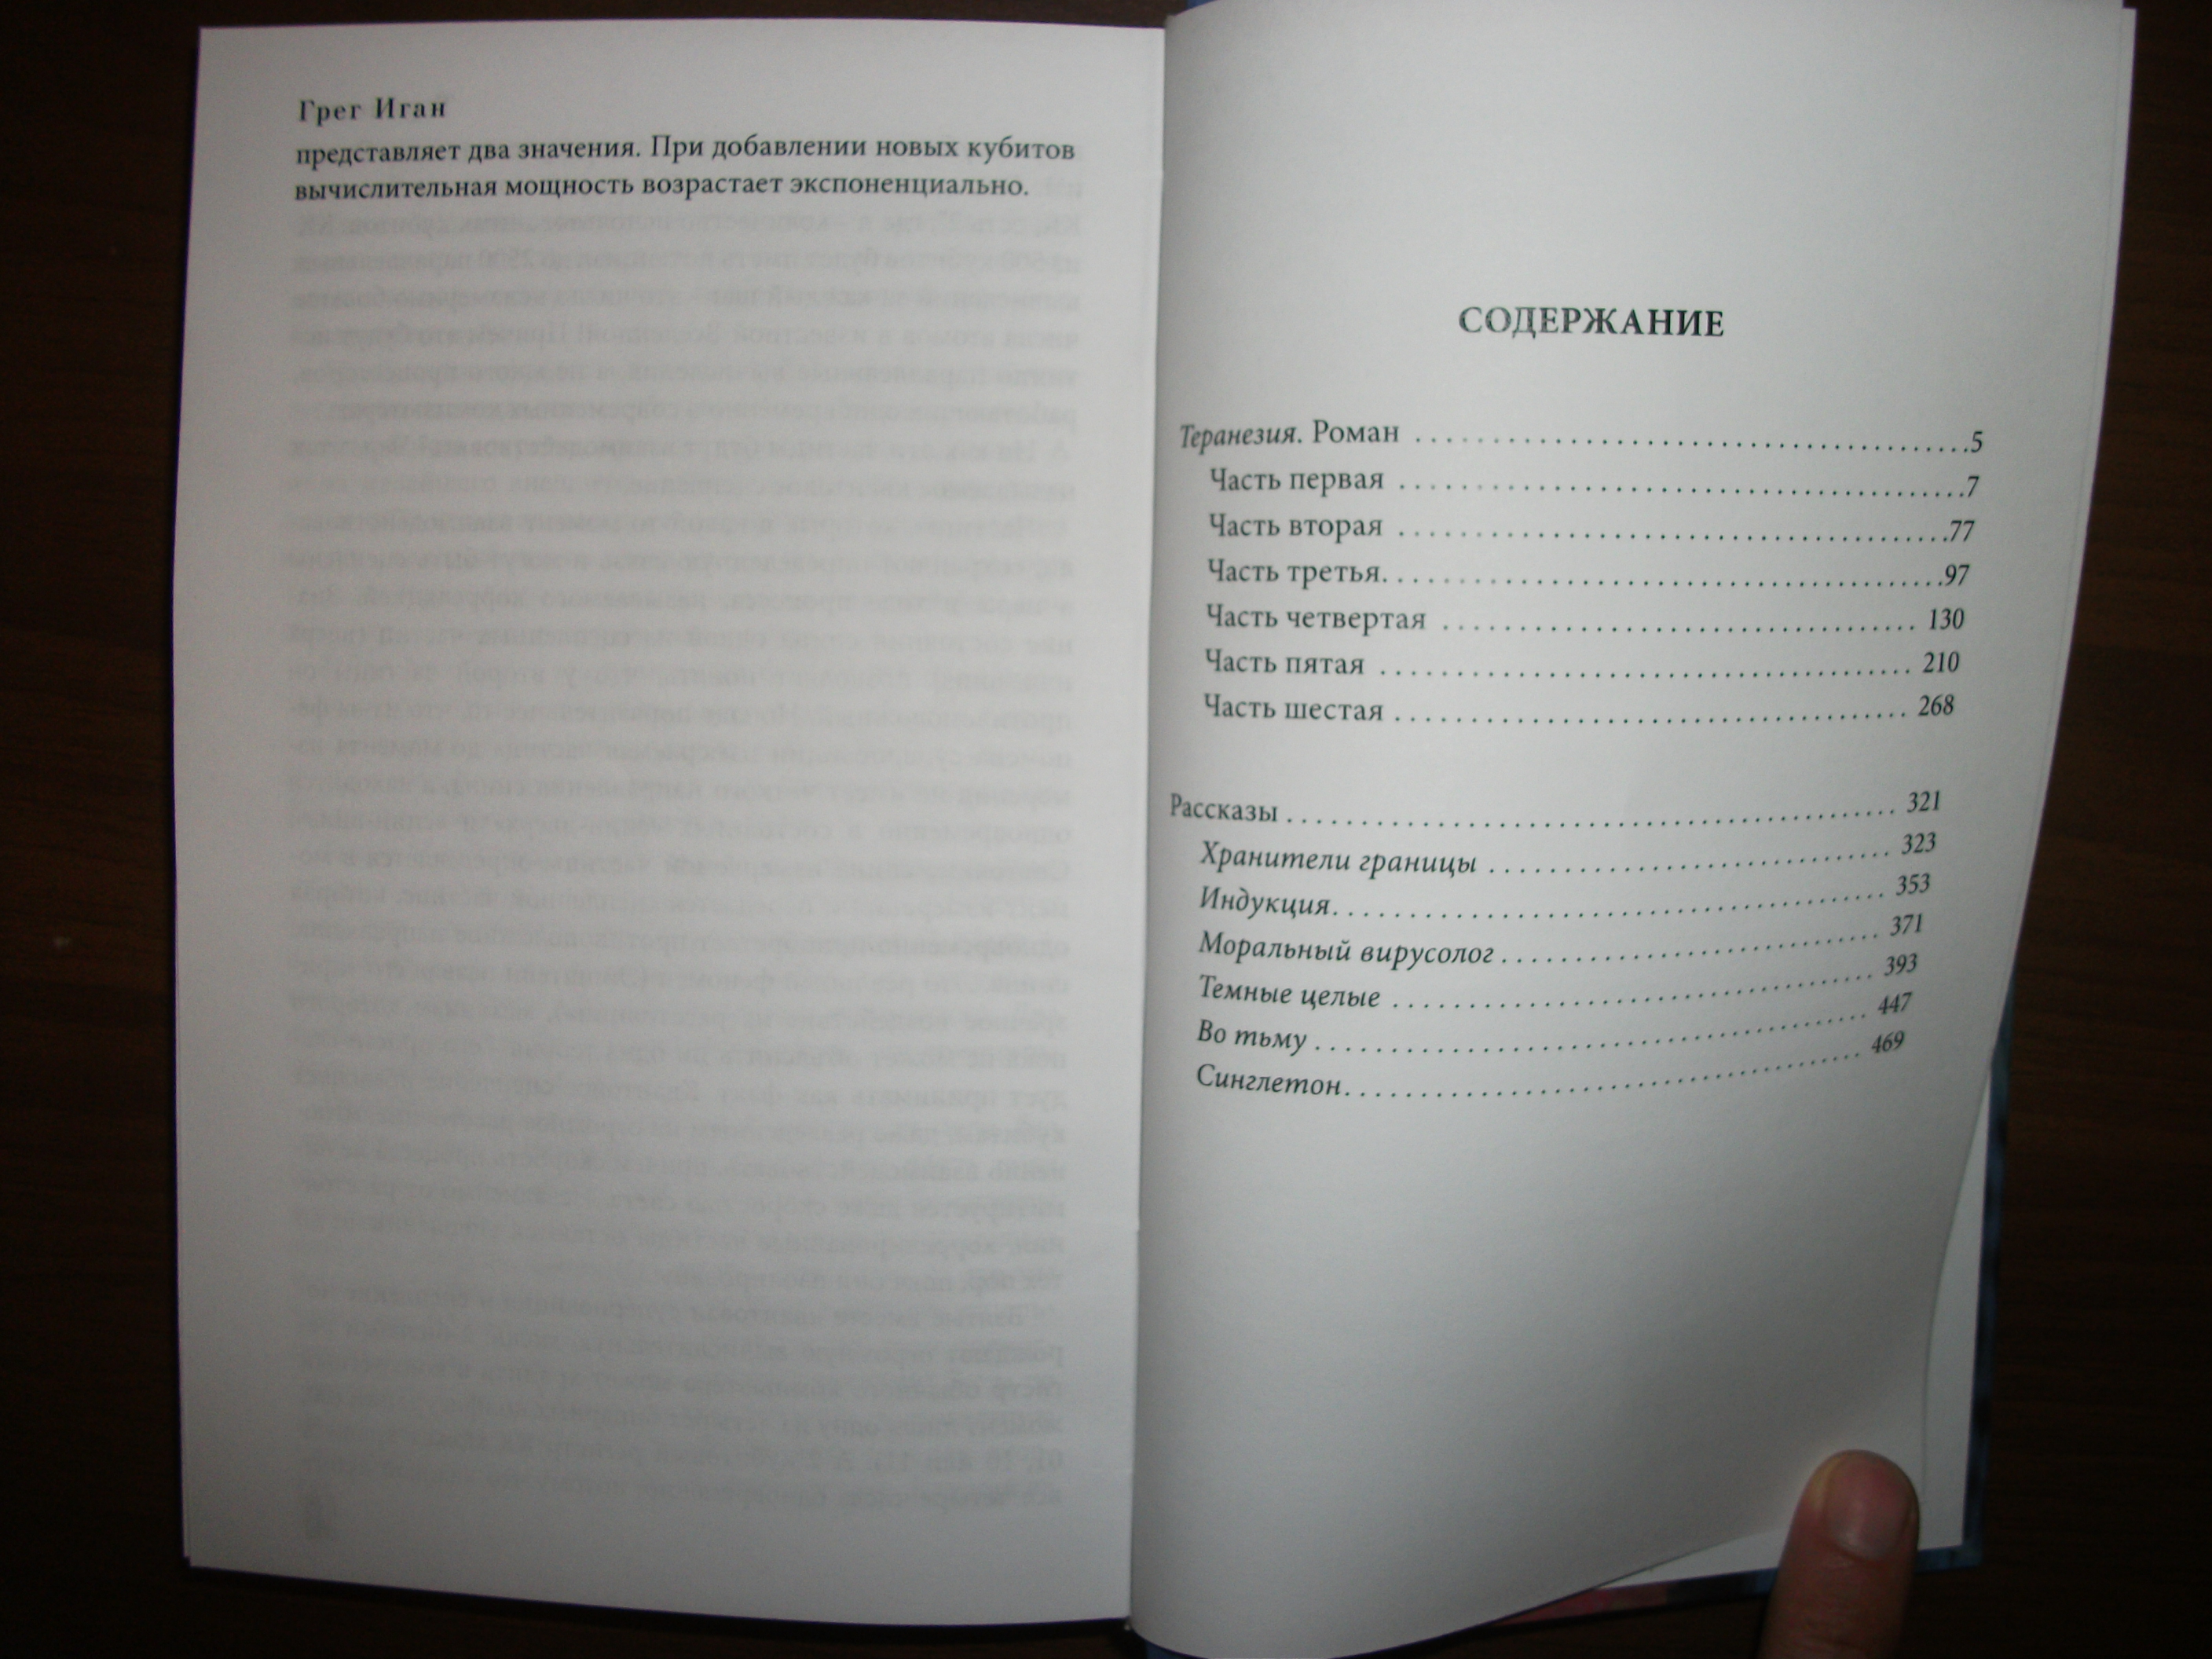 Грег Иган
представляет два значения. При добавлении новых кубитов
вычислительная мощность возрастает экспоненциально.
СОДЕРЖАНИЕ
Теранезия. Роман . . . . . . . . . . . . . . . . . . . . 5
Часть первая . . . . . . . . . . . . . . . . . . . . 7
Часть вторая . . . . . . . . . . . . . . . . . . . . 77
Часть третья. . . . . . . . . . . . . . . . . . . . 97
Часть четвертая . . . . . . . . . . . . . . . . . . . . 130
Часть пятая . . . . . . . . . . . . . . . . . . . . 210
Часть шестая . . . . . . . . . . . . . . . . . . . . 268
Рассказы . . . . . . . . . . . . . . . . . . . . 321
Хранители границы . . . . . . . . . . . . . . . . . . . . 323
Индукция. . . . . . . . . . . . . . . . . . . . 353
Моральный вирусолог . . . . . . . . . . . . . . . . . . . . 371
Темные целые . . . . . . . . . . . . . . . . . . . . 393
Во тьму . . . . . . . . . . . . . . . . . . . . 447
Синглетон. . . . . . . . . . . . . . . . . . . . 469